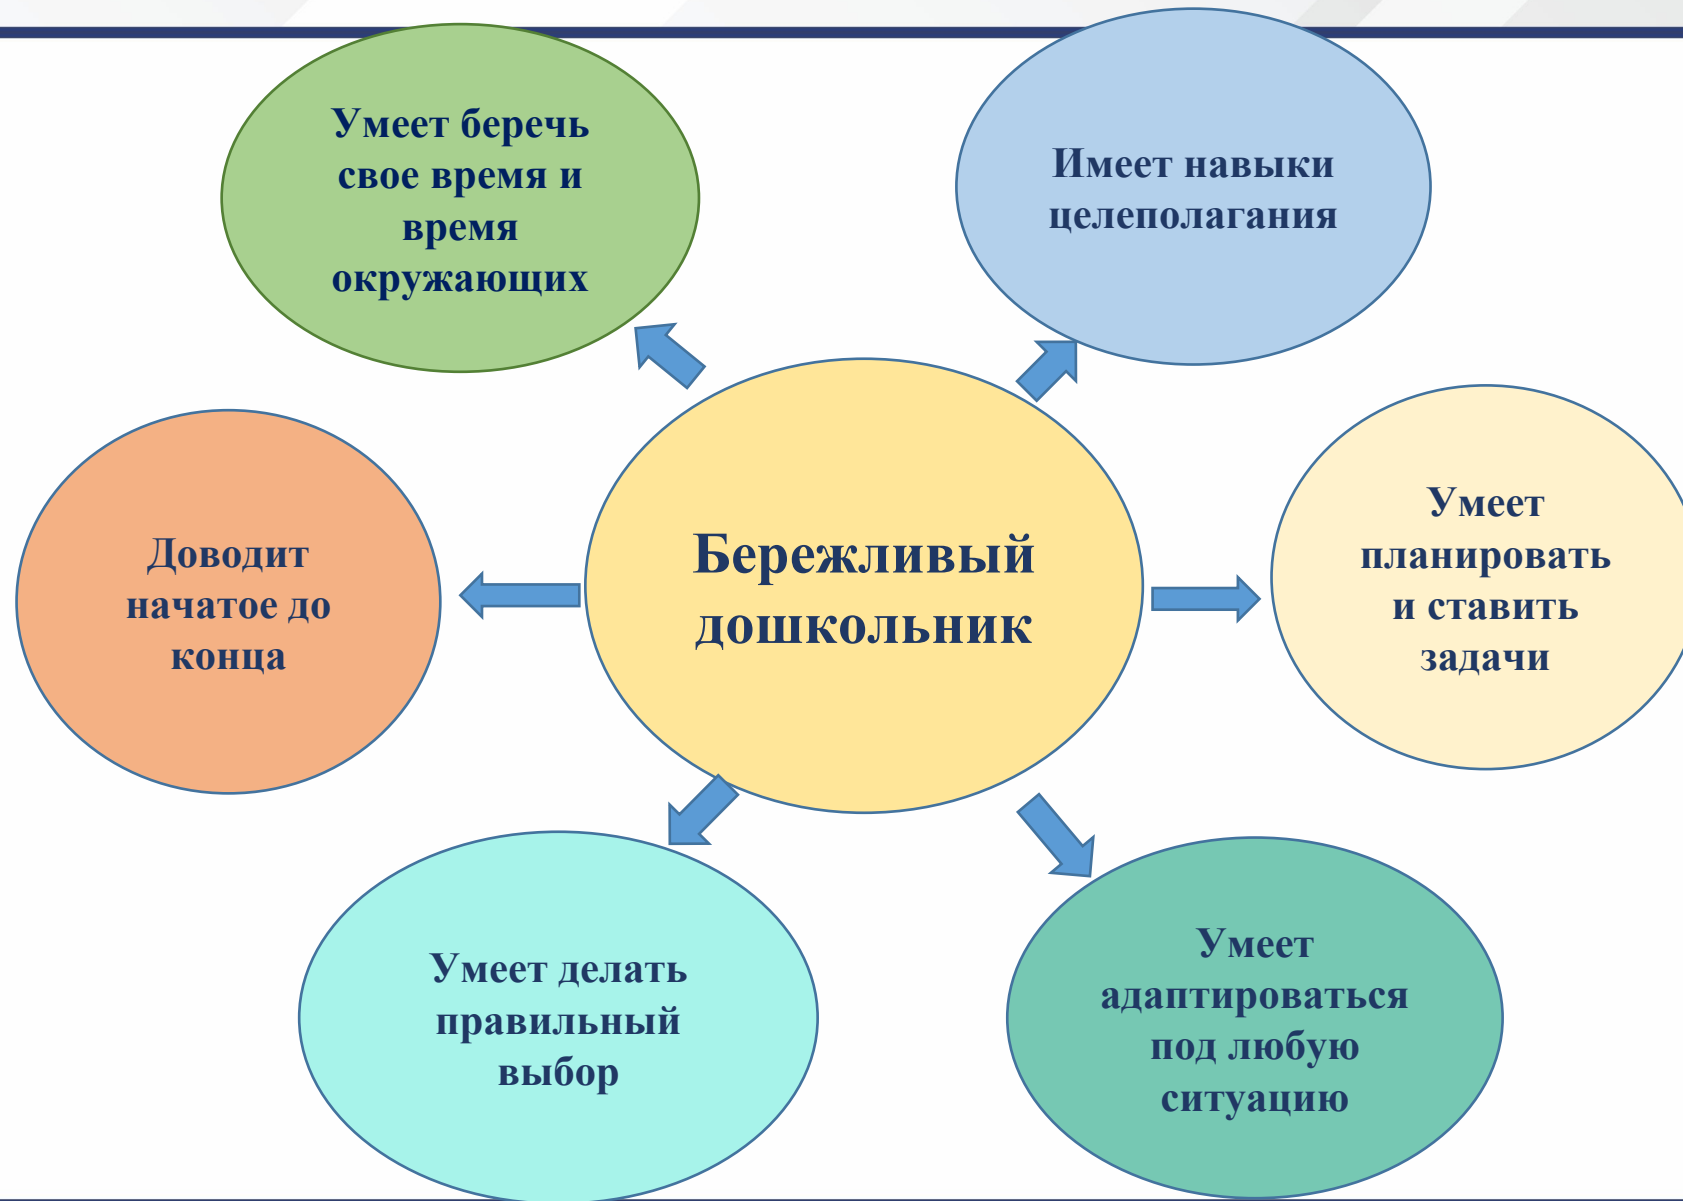 Умеет беречь
свое время и
время
окружающих
Имеет навыки
целеполагания
Доводит
начатое до
конца
Бережливый
дошкольник
Умеет
планировать
и ставить
задачи
Умеет делать
правильный
выбор
Умеет
адаптироваться
под любую
ситуацию